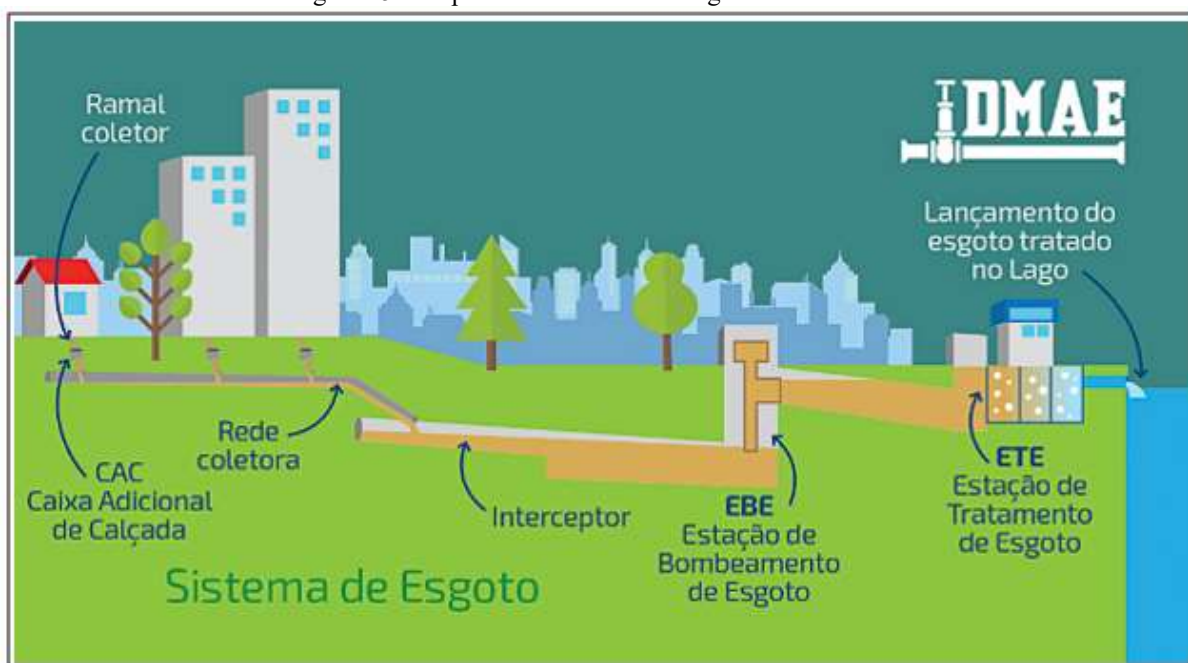 Ramal
coletor
DMAE
Lançamento do
esgoto tratado
no Lago
Rede
coletora
CAC
Caixa Adicional
de Calçada
Interceptor
EBE
Estação de
Bombeamento
de Esgoto
ETE
Estação de
Tratamento
de Esgoto
Sistema de Esgoto